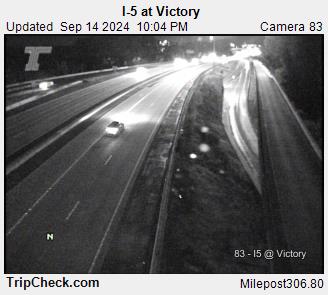 I-5 at Victory
Updated Sep 14 2024 10:04 PM Camera 83
T
N
83 - I5 @ Victory
TripCheck.com Milepost306.80